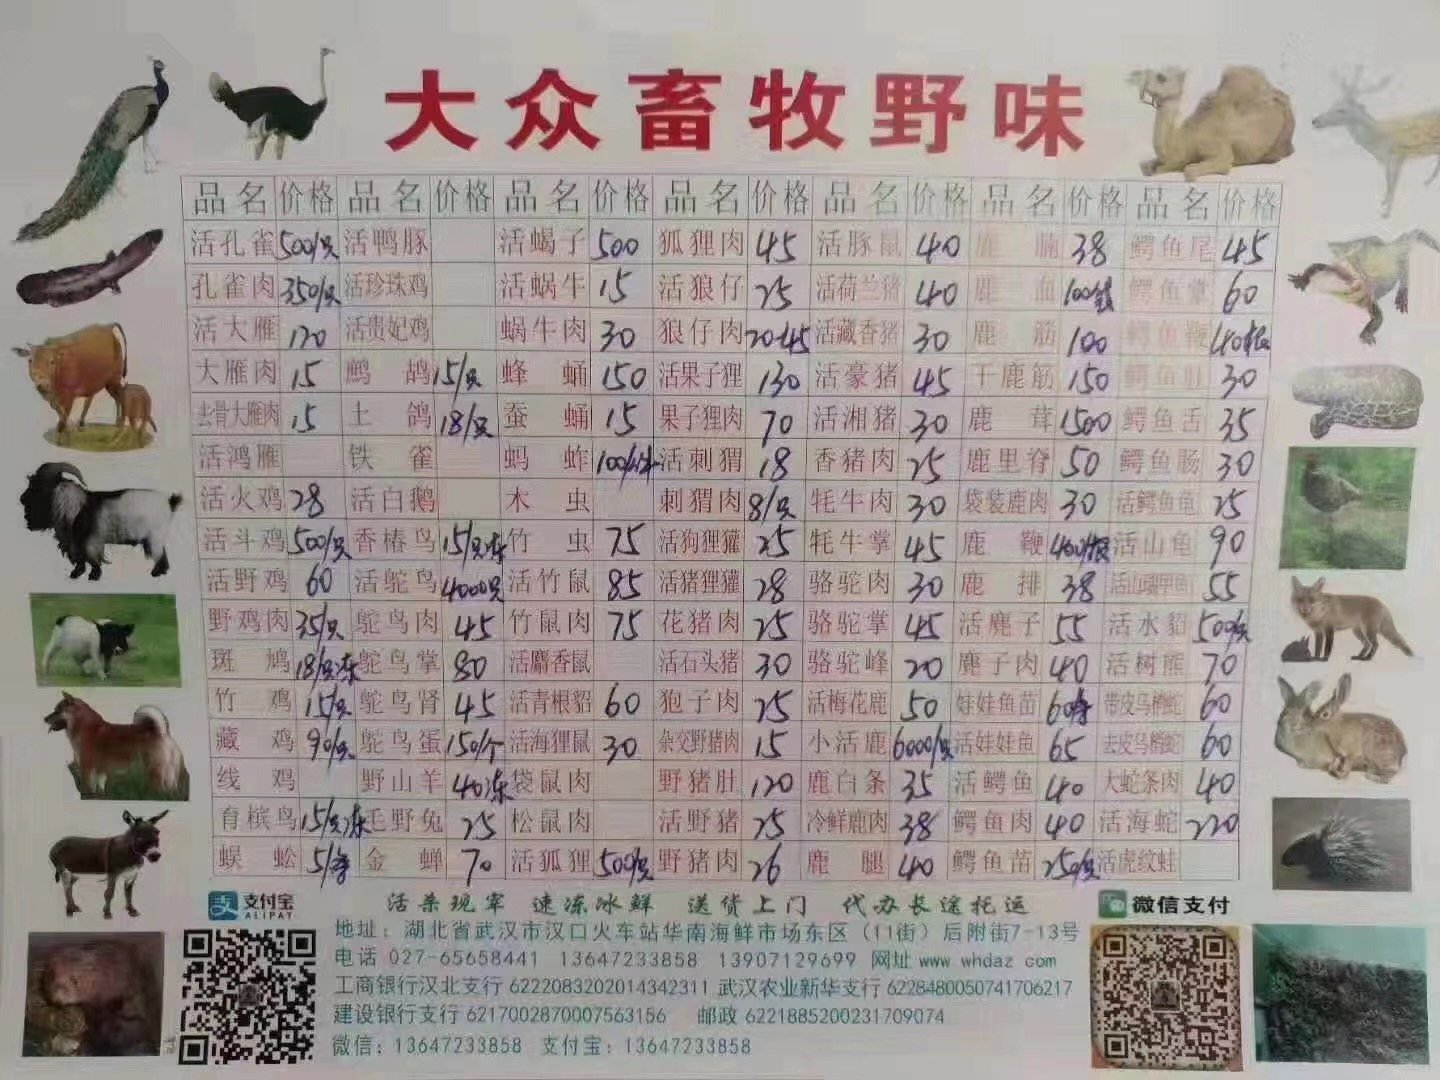 大众畜牧野味
品名 价格 品名 价格 品名 价格 品名 价格 品名 价格 品名 价格 品名 价格
活孔雀 500/只 活鸭豚 活蝎子 500 狐狸肉 45 活豚鼠 40 鹿腩 38 鳄鱼尾 45
孔雀肉 350/只 活珍珠鸡 活蜗牛 15 活狼仔 25 活荷兰猪 40 鹿血 鳄鱼掌 60
活大雁 120 活贵妃鸡 蜗牛肉 30 狼仔肉 20-45 活藏香猪 30 鹿筋 100 鳄鱼鞭
大雁肉 15 鹧鸪 15/只 蜂蛹 150 活果子狸 130 活豪猪 45 干鹿筋 150 鳄鱼肚 30
去骨大雁肉 15 土鸽 18/只 蚕蛹 15 果子狸肉 70 活湘猪 30 鹿茸 1500 鳄鱼舌 35
活鸿雁 铁雀 蚂蚱 活刺猬 18 香猪肉 25 鹿里脊 50 鳄鱼肠 30
活火鸡 28 活白鹅 木虫 刺猬肉 8/只 牦牛肉 30 袋装鹿肉 30 活鳄鱼龟 25
活斗鸡 500/只 香椿鸟 15/只冻 竹虫 75 活狗狸獾 25 牦牛掌 45 鹿鞭 400/根 活山龟 90
活野鸡 60 活鸵鸟 4000只 活竹鼠 85 活猪狸獾 28 骆驼肉 30 鹿排 38 55
野鸡肉 35/只 鸵鸟肉 45 竹鼠肉 75 花猪肉 25 骆驼掌 45 活麂子 55 活水貂 500/只
斑鸠 18/只冻 鸵鸟掌 80 活麝香鼠 活石头猪 30 骆驼峰 20 麂子肉 40 活树熊 70
竹鸡 15/只 鸵鸟肾 45 活青根貂 60 狍子肉 25 活梅花鹿 50 娃娃鱼苗 带皮乌梢蛇 60
藏鸡 90/只 鸵鸟蛋 150/个 活海狸鼠 30 杂交野猪肉 15 小活鹿 6000/只 活娃娃鱼 65 去皮乌梢蛇 60
线鸡 野山羊 40冻 袋鼠肉 野猪肚 120 鹿白条 35 活鳄鱼 40 大蛇条肉 40
育槟鸟 15/只冻 毛野兔 25 松鼠肉 活野猪 25 冷鲜鹿肉 38 鳄鱼肉 40 活海蛇 220
蜈蚣 金蝉 70 活狐狸 500/只 野猪肉 26 鹿腿 40 鳄鱼苗 250/只 活虎纹蛙
支付宝 ALIPAY 活杀现宰 速冻冰鲜 送货上门 代办长途托运 微信支付
地址：湖北省武汉市汉口火车站华南海鲜市场东区（11街）后附街7-13号
电话 027-65658441 13647233858 13907129699 网址 www whdaz com
工商银行汉北支行 6222083202014342311 武汉农业新华支行 6228480050741706217
建设银行支行 6217002870007563156 邮政 6221885200231709074
微信：13647233858 支付宝：13647233858